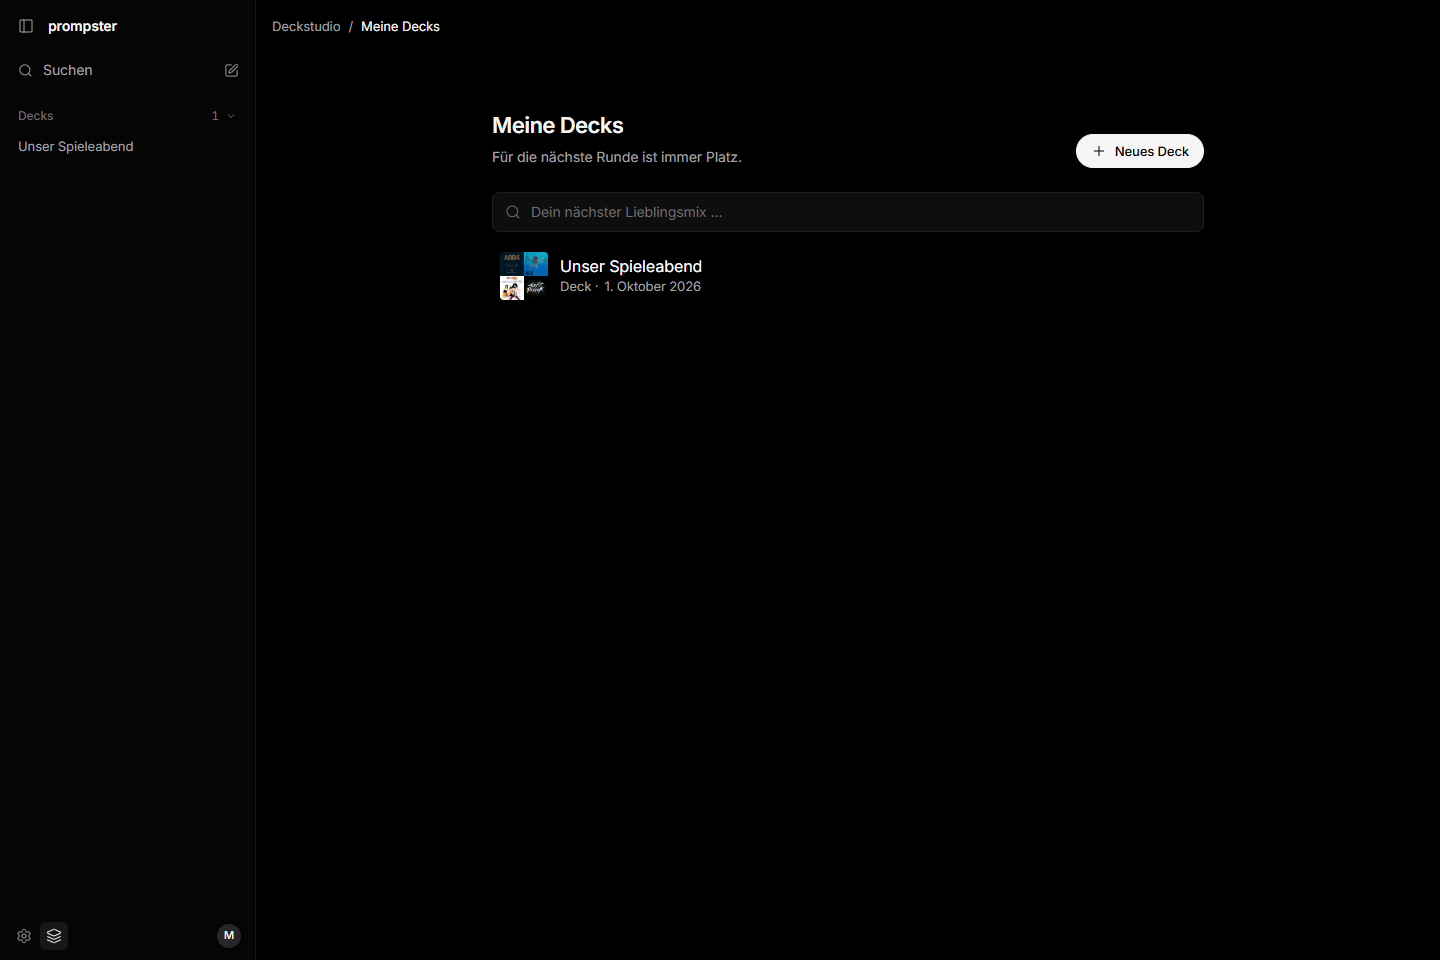 prompster
Suchen
Decks 1
Unser Spieleabend
Deckstudio / Meine Decks
Meine Decks
Für die nächste Runde ist immer Platz.
Neues Deck
Dein nächster Lieblingsmix ...
ABBA
Unser Spieleabend
Deck · 1. Oktober 2026
M